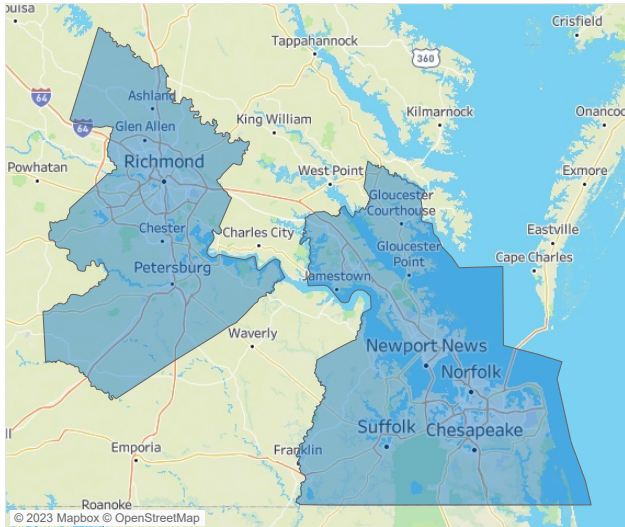 ouisa
Crisfield
Tappahannock
360
64
Ashland
Kilmarnock
Onancoc
64
Glen Allen
King William
Richmond
Powhatan
West Point
Exmore
Gloucester
Courthouse
Chester
Charles City
Eastville
Gloucester
Point
Cape Charles
Petersburg
Jamestown
Waverly
Newport News
Norfolk
Suffolk
Chesapeake
ll
Emporia
Franklin
Roanoke
© 2023 Mapbox © OpenStreetMap